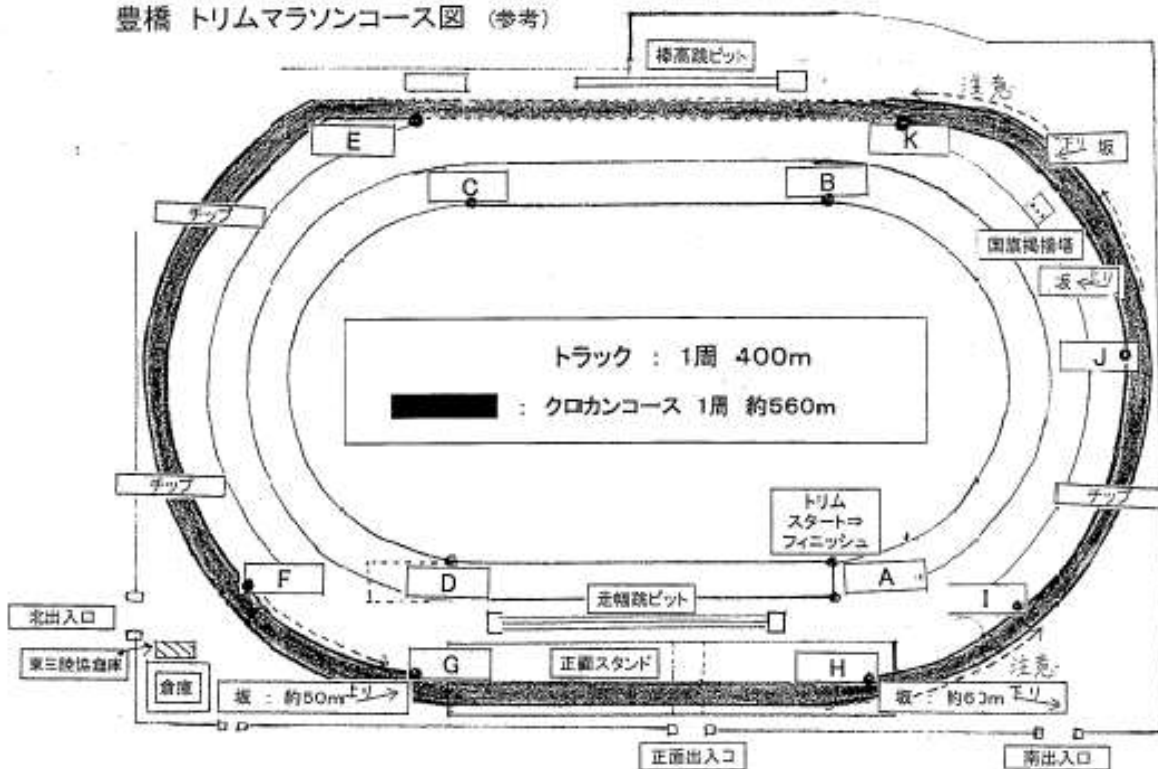 豊橋 トリムマラソンコース図 (参考)
棒高跳ピット
注意
E
K
下り 坂
C
B
チップ
国旗掲揚塔
坂 下り
J
トラック : 1周 400m
: クロカンコース 1周 約560m
チップ
チップ
トリム
スタート⇒
フィニッシュ
F
D
A
I
北出入口
走幅跳ピット
東三陸協倉庫
G
正面スタンド
H
注意
倉庫
坂 : 約50m 上り
坂 : 約60m 下り
正面出入口
南出入口